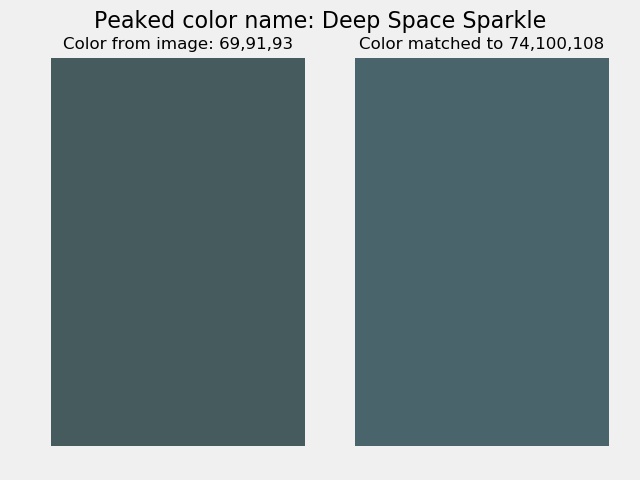 Peaked color name: Deep Space Sparkle
Color from image: 69,91,93
Color matched to 74,100,108